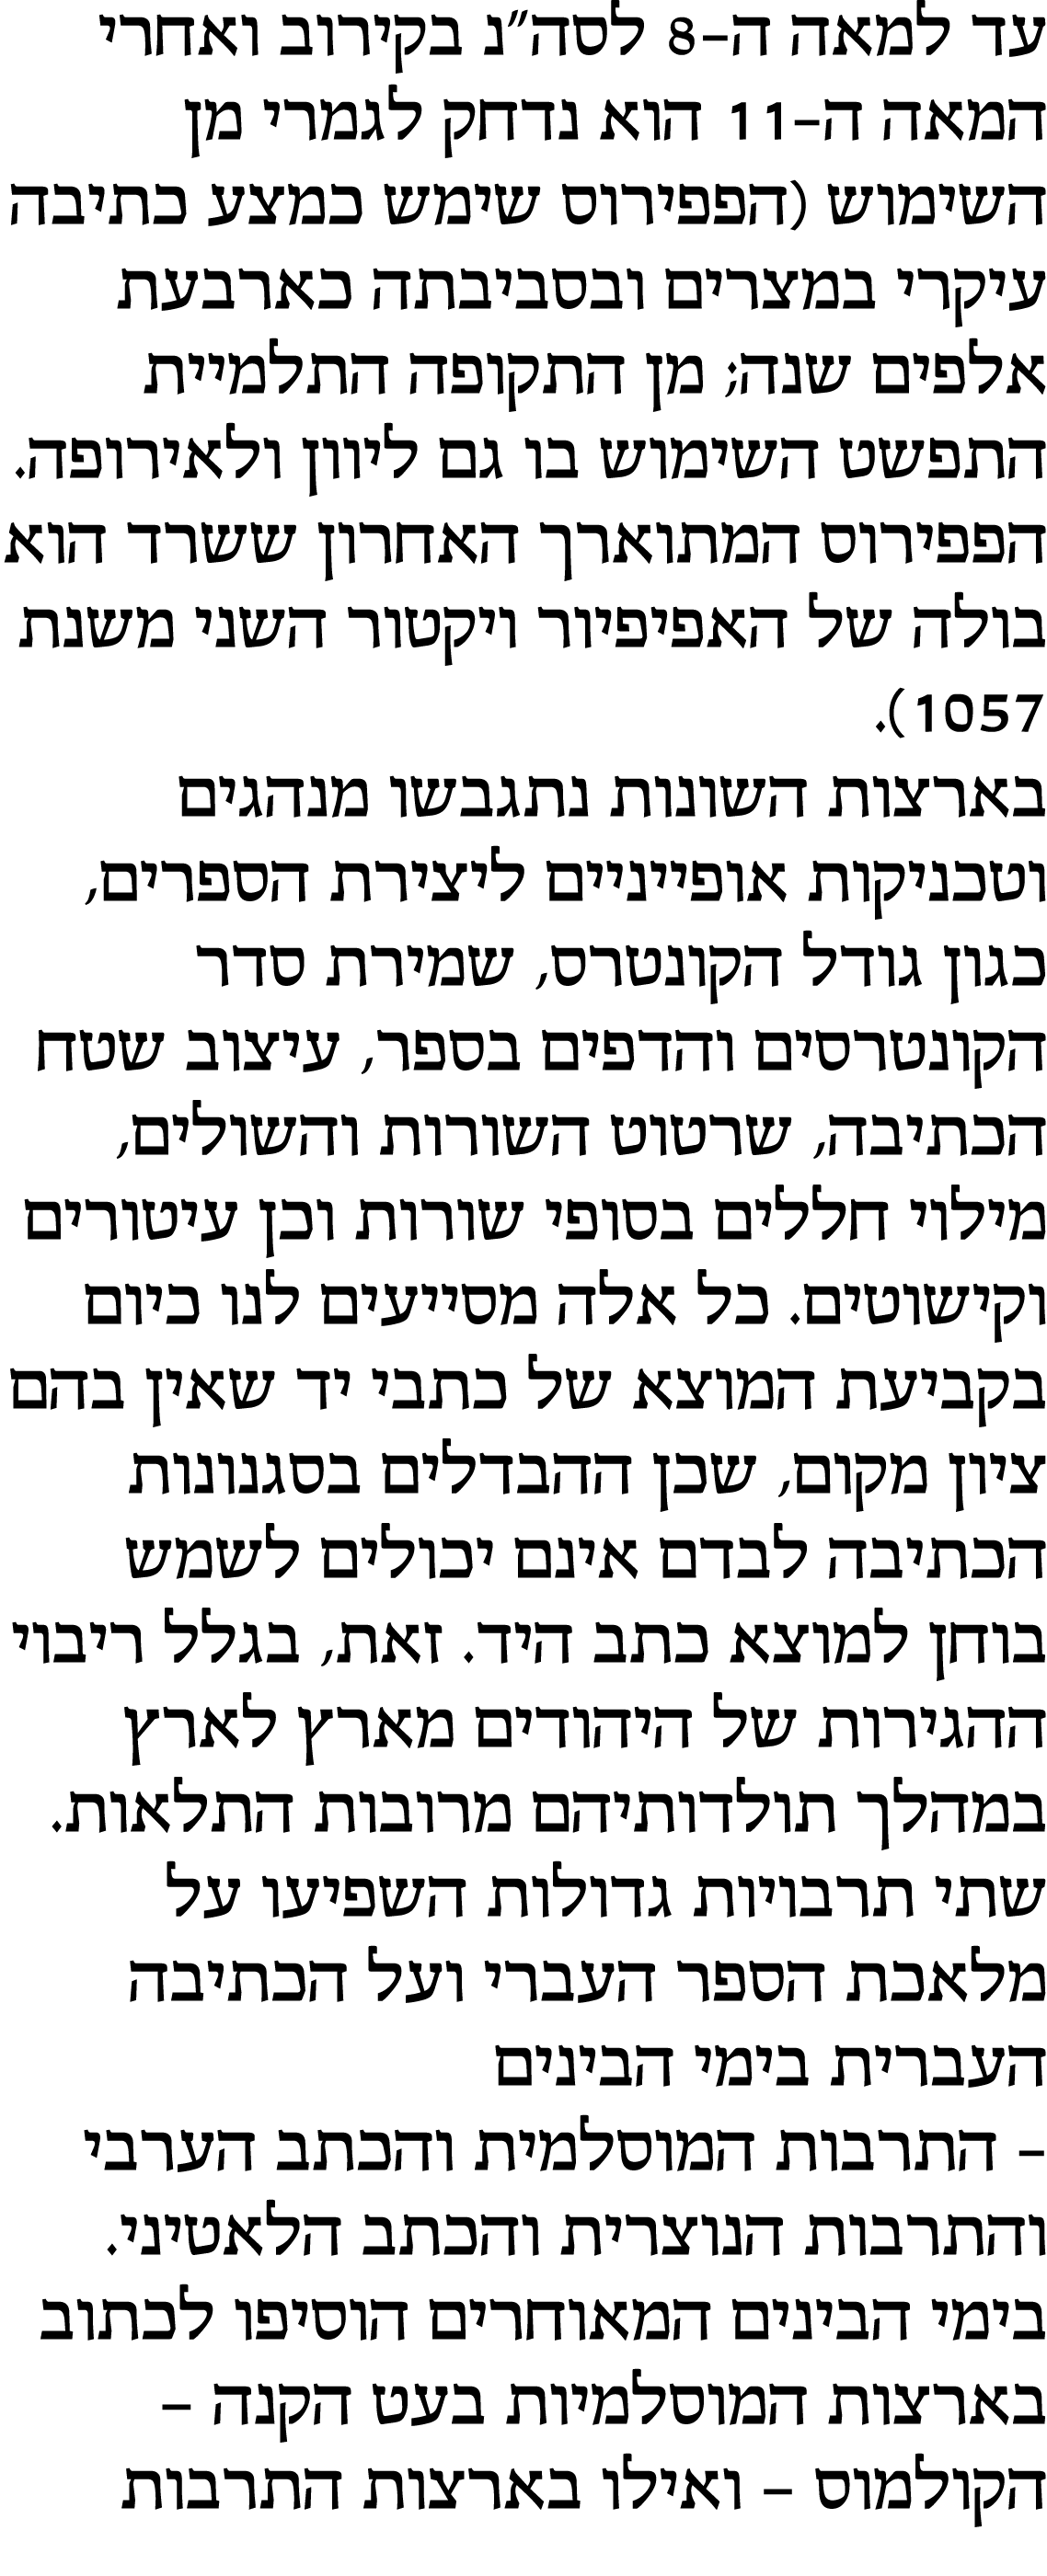 עד למאה ה-8 לסה"נ בקירוב ואחרי
המאה ה-11 הוא נדחק לגמרי מן
השימוש (הפפירוס שימש כמצע כתיבה
עיקרי במצרים ובסביבתה כארבעת
אלפים שנה; מן התקופה התלמיית
התפשט השימוש בו גם ליוון ולאירופה.
הפפירוס המתוארך האחרון ששרד הוא
בולה של האפיפיור ויקטור השני משנת
1057).
בארצות השונות נתגבשו מנהגים
וטכניקות אופייניים ליצירת הספרים,
כגון גודל הקונטרס, שמירת סדר
הקונטרסים והדפים בספר, עיצוב שטח
הכתיבה, שרטוט השורות והשולים,
מילוי חללים בסופי שורות וכן עיטורים
וקישוטים. כל אלה מסייעים לנו כיום
בקביעת המוצא של כתבי יד שאין בהם
ציון מקום, שכן ההבדלים בסגנונות
הכתיבה לבדם אינם יכולים לשמש
בוחן למוצא כתב היד. זאת, בגלל ריבוי
ההגירות של היהודים מארץ לארץ
במהלך תולדותיהם מרובות התלאות.
שתי תרבויות גדולות השפיעו על
מלאכת הספר העברי ועל הכתיבה
העברית בימי הבינים
– התרבות המוסלמית והכתב הערבי
והתרבות הנוצרית והכתב הלאטיני.
בימי הבינים המאוחרים הוסיפו לכתוב
בארצות המוסלמיות בעט הקנה –
הקולמוס – ואילו בארצות התרבות